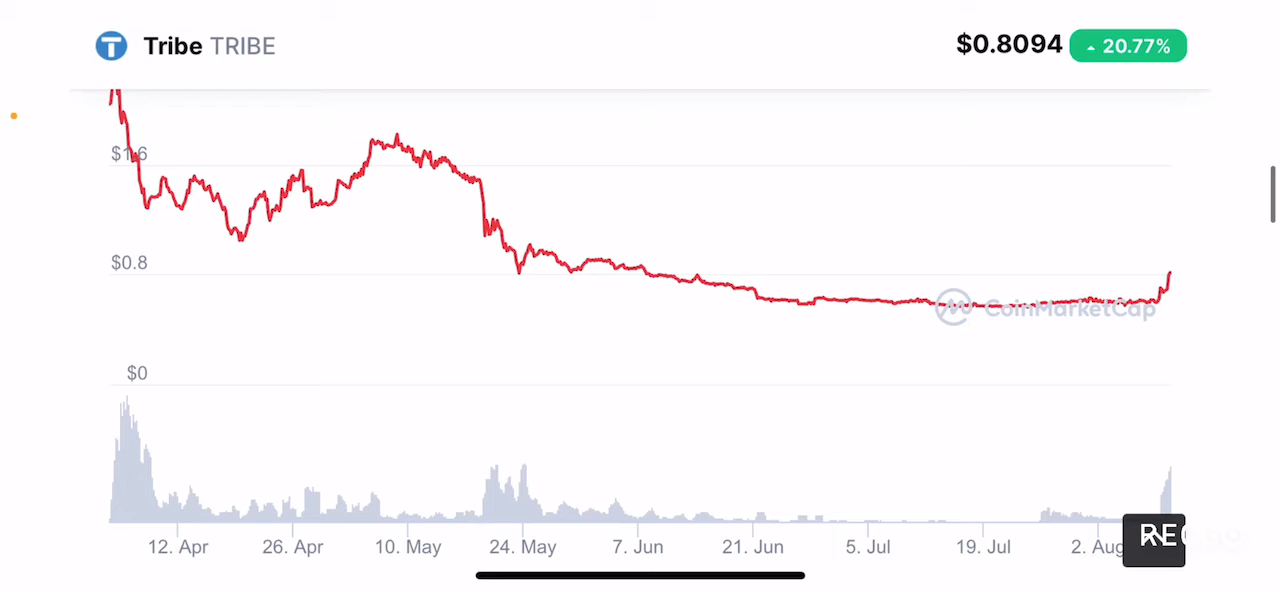 Tribe TRIBE
$0.8094 20.77%
$1.6
$0.8
CoinMarketCap
$0
12. Apr 26. Apr 10. May 24. May 7. Jun 21. Jun 5. Jul 19. Jul 2. Aug